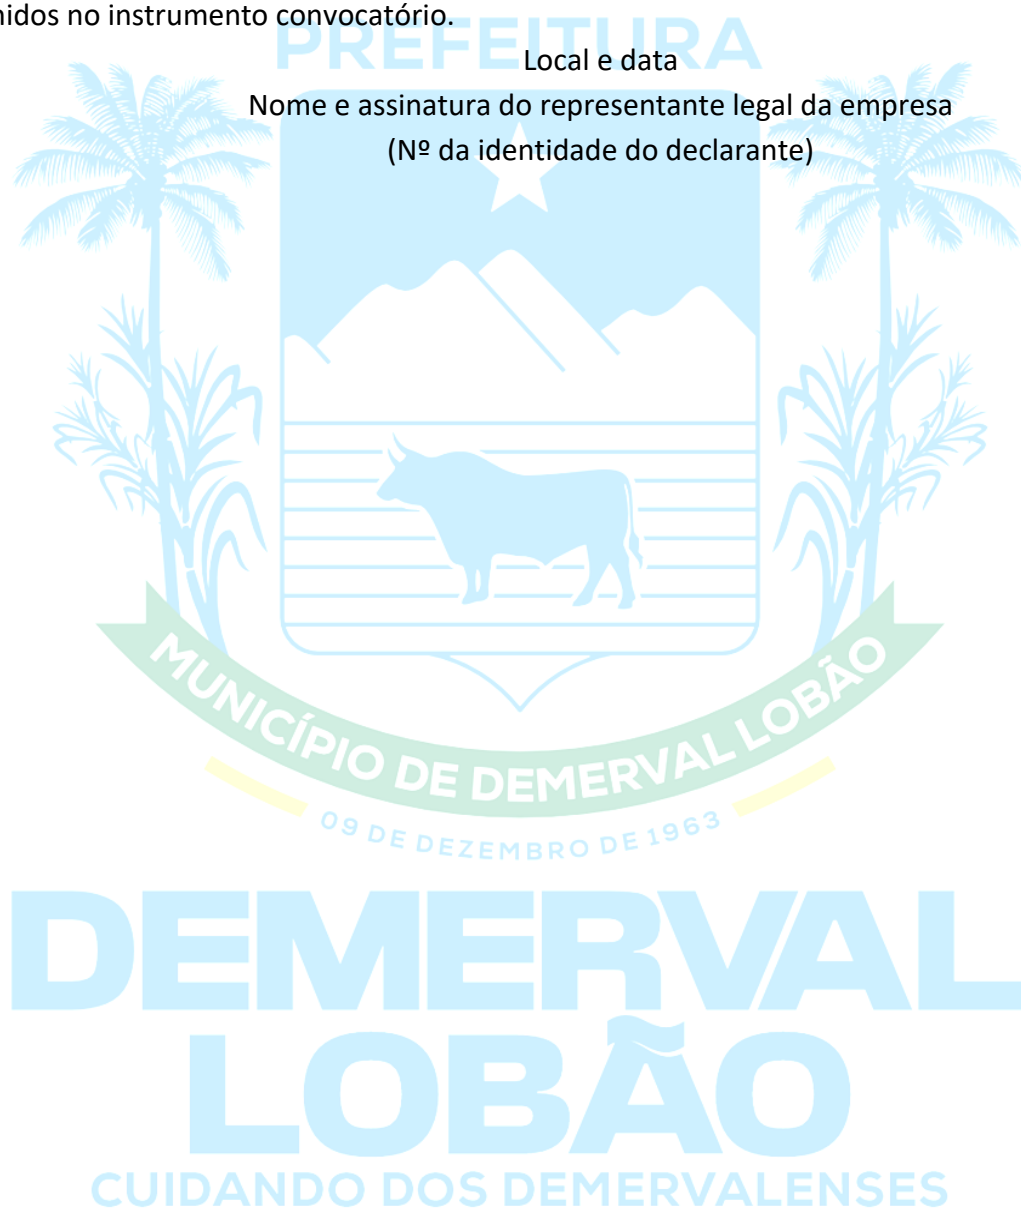 nidos no instrumento convocatório.
PREFEITURA
Local e data
Nome e assinatura do representante legal da empresa
(Nº da identidade do declarante)
MUNICÍPIO DE DEMERVAL LOBÃO
09 DE DEZEMBRO DE 1963
DEMERVAL
LOBÃO
CUIDANDO DOS DEMERVALENSES